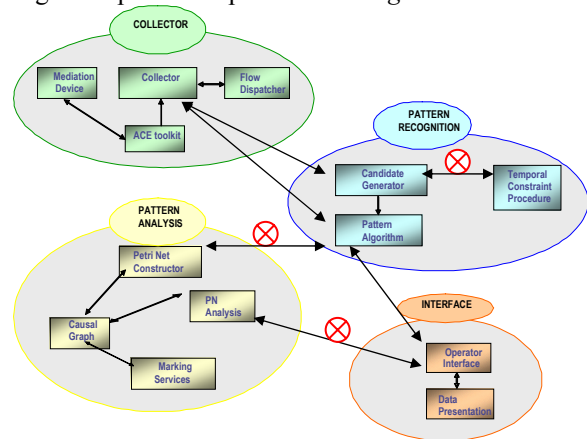 COLLECTOR
Mediation
Device
Collector
Flow
Dispatcher
ACE toolkit
PATTERN
RECOGNITION
Candidate
Generator
Temporal
Constraint
Procedure
Pattern
Algorithm
PATTERN
ANALYSIS
Petri Net
Constructor
PN
Analysis
Causal
Graph
Marking
Services
INTERFACE
Operator
Interface
Data
Presentation